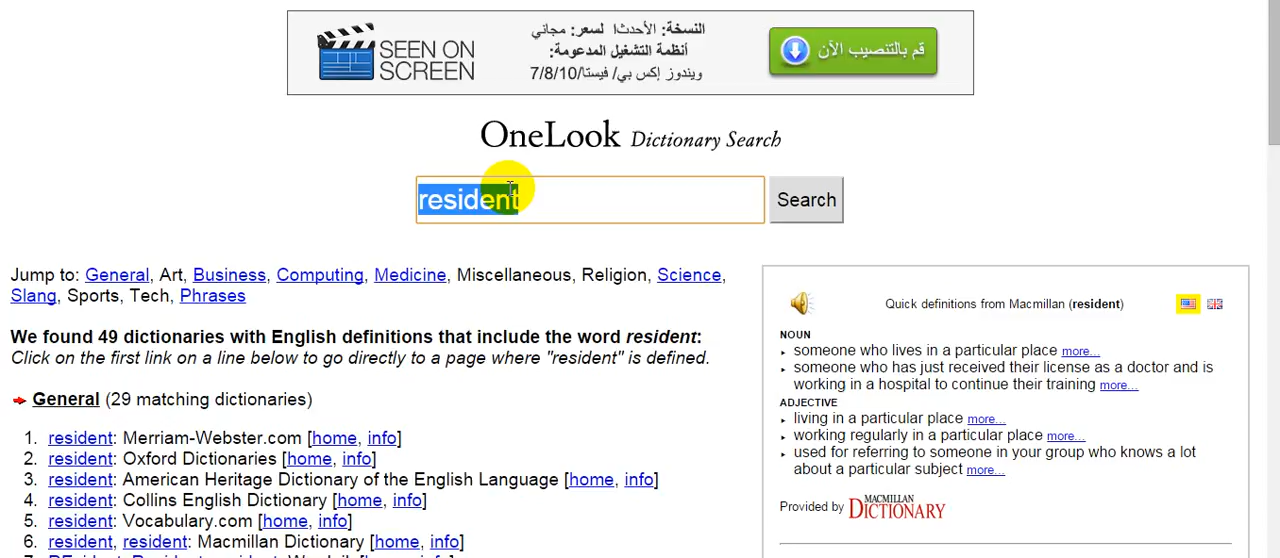 SEEN ON
SCREEN
النسخة: الأحدث! لسعر: مجاني
أنظمة التشغيل المدعومة:
ويندوز إكس بي/ فيستا/7/8/10
قم بالتنصيب الآن
OneLook Dictionary Search
resident
Search
Jump to: General, Art, Business, Computing, Medicine, Miscellaneous, Religion, Science,
Slang, Sports, Tech, Phrases
We found 49 dictionaries with English definitions that include the word resident:
Click on the first link on a line below to go directly to a page where "resident" is defined.
General (29 matching dictionaries)
1. resident: Merriam-Webster.com [home, info]
2. resident: Oxford Dictionaries [home, info]
3. resident: American Heritage Dictionary of the English Language [home, info]
4. resident: Collins English Dictionary [home, info]
5. resident: Vocabulary.com [home, info]
6. resident, resident: Macmillan Dictionary [home, info]
Quick definitions from Macmillan (resident)
NOUN
▸ someone who lives in a particular place more...
▸ someone who has just received their license as a doctor and is
working in a hospital to continue their training more...
ADJECTIVE
▸ living in a particular place more...
▸ working regularly in a particular place more...
▸ used for referring to someone in your group who knows a lot
about a particular subject more...
Provided by MACMILLAN
DICTIONARY